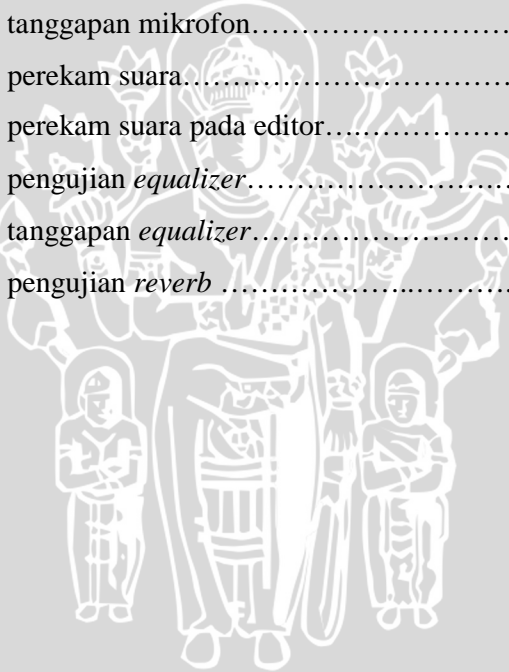 tanggapan mikrofon……………………….
perekam suara……………………………….
perekam suara pada editor………………….
pengujian equalizer………………………….
tanggapan equalizer………………………….
pengujian reverb ………………..……….